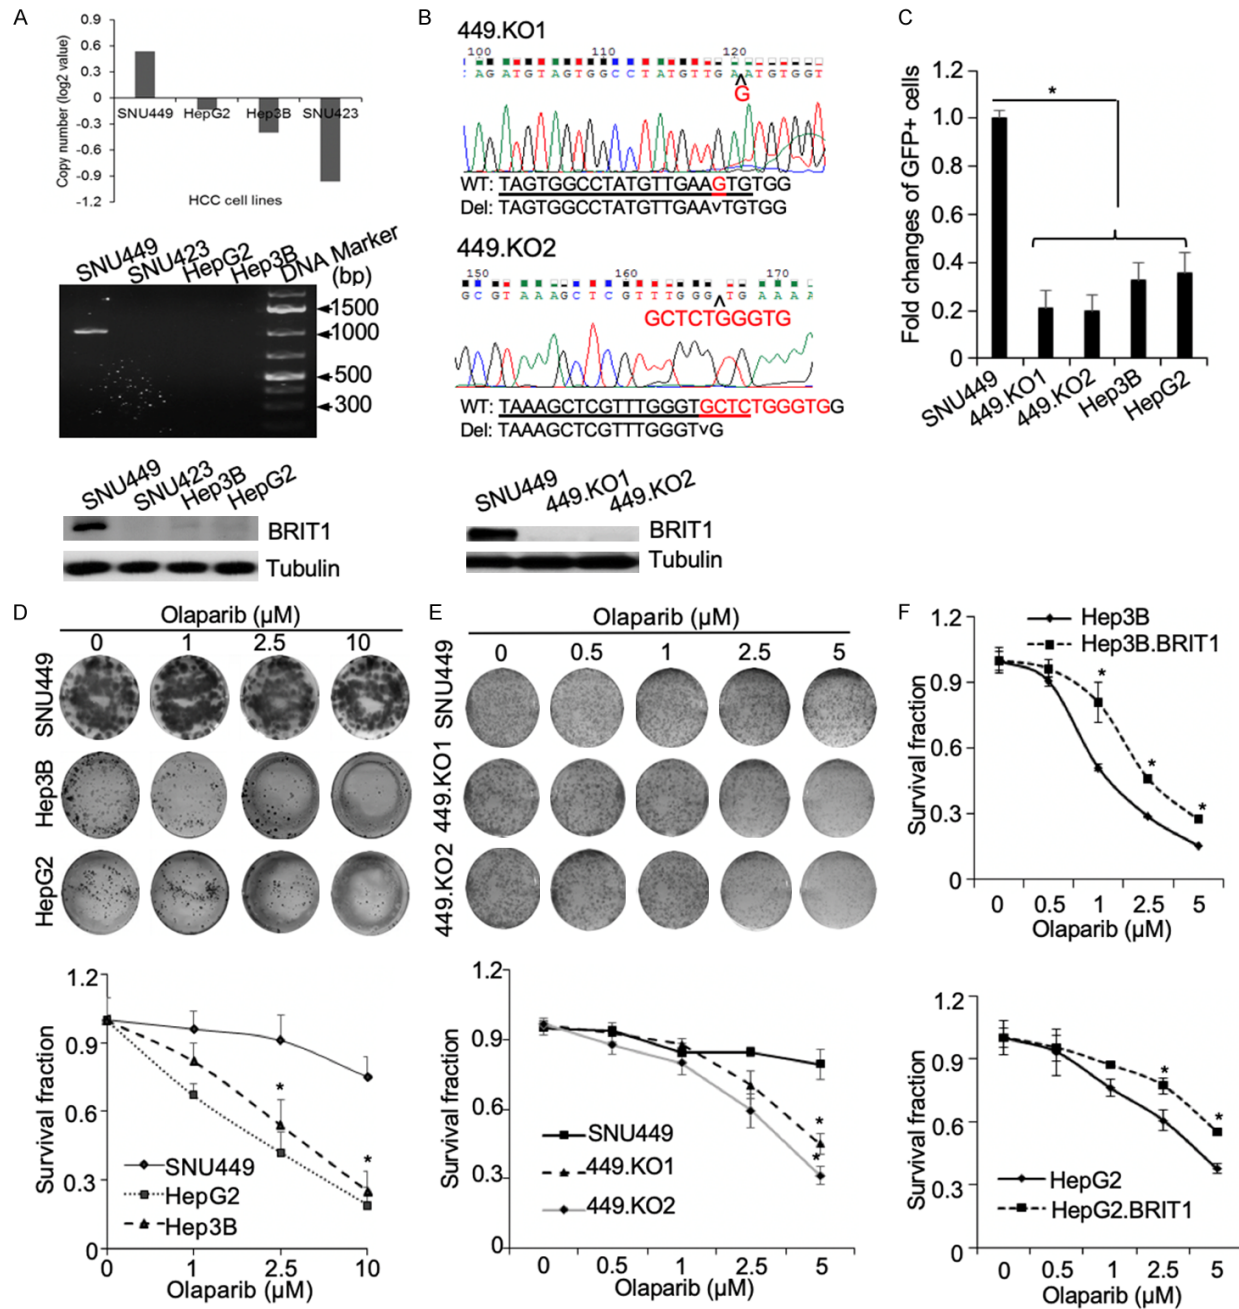 A
0.9
0.6
0.3
0
-0.3
-0.6
-0.9
-1.2
Copy number (log2 value)
SNU449 HepG2 Hep3B SNU423
HCC cell lines
SNU449 SNU423 HepG2 Hep3B DNA Marker (bp)
1500
1000
500
300
SNU449 SNU423 Hep3B HepG2
BRIT1
Tubulin
B
449.KO1
100 110 120
AGATGTAGTGGCCTATGTTGAATGTGGT
G
WT: TAGTGGCCTATGTTGAAGTGTGG
Del: TAGTGGCCTATGTTGAAvTGTGG
449.KO2
150 160 170
GCGTAAAGCTCGTTTGGGTGAAAA
GCTCTGGGTG
WT: TAAAGCTCGTTTGGGTGCTCTGGGTGG
Del: TAAAGCTCGTTTGGGTvG
SNU449 449.KO1 449.KO2
BRIT1
Tubulin
C
Fold changes of GFP+ cells
1.2
1.0
0.8
0.6
0.4
0.2
0
*
SNU449 449.KO1 449.KO2 Hep3B HepG2
D
Olaparib (µM)
0 1 2.5 10
SNU449
Hep3B
HepG2
Survival fraction
1.2
0.9
0.6
0.3
0
*
*
SNU449
HepG2
Hep3B
0 1 2.5 10
Olaparib (µM)
E
Olaparib (µM)
0 0.5 1 2.5 5
SNU449
449.KO1
449.KO2
Survival fraction
1.2
0.9
0.6
0.3
0
*
*
SNU449
449.KO1
449.KO2
0 0.5 1 2.5 5
Olaparib (µM)
F
Survival fraction
1.2
0.9
0.6
0.3
0
Hep3B
Hep3B.BRIT1
*
*
*
0 0.5 1 2.5 5
Olaparib (µM)
Survival fraction
1.2
0.9
0.6
0.3
0
*
*
HepG2
HepG2.BRIT1
0 0.5 1 2.5 5
Olaparib (µM)